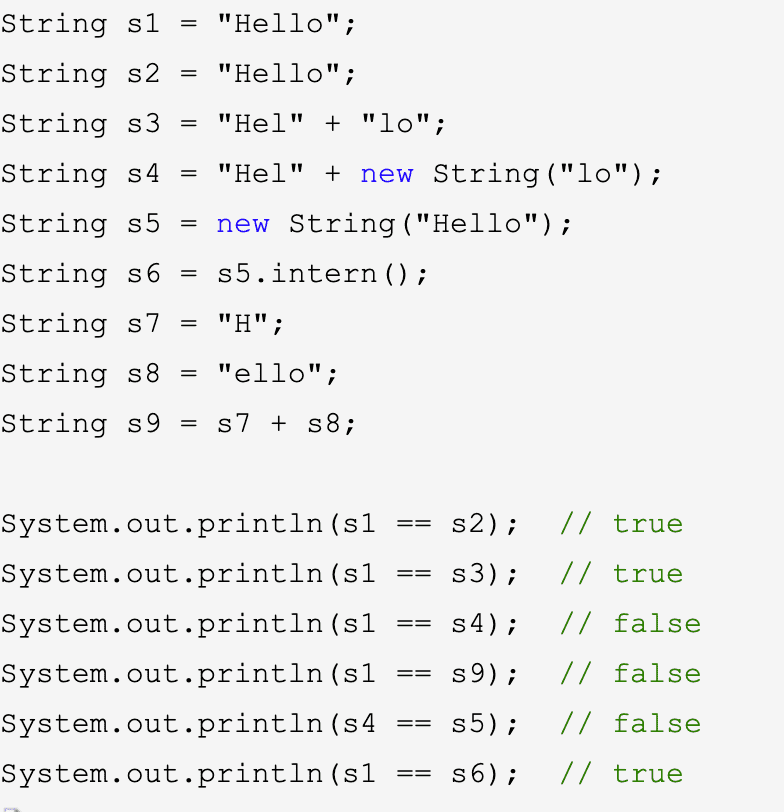 String s1 = "Hello";
String s2 = "Hello";
String s3 = "Hel" + "lo";
String s4 = "Hel" + new String("lo");
String s5 = new String("Hello");
String s6 = s5.intern();
String s7 = "H";
String s8 = "ello";
String s9 = s7 + s8;
System.out.println(s1 == s2);  // true
System.out.println(s1 == s3);  // true
System.out.println(s1 == s4);  // false
System.out.println(s1 == s9);  // false
System.out.println(s4 == s5);  // false
System.out.println(s1 == s6);  // true